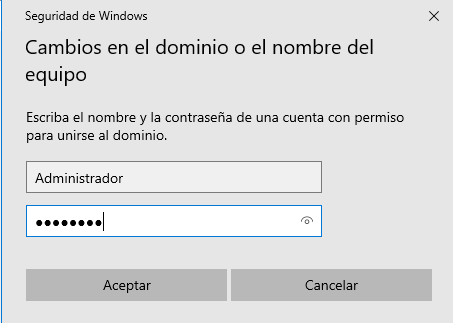 Seguridad de Windows
Cambios en el dominio o el nombre del
equipo
Escriba el nombre y la contraseña de una cuenta con permiso
para unirse al dominio.
Administrador
●●●●●●●●
Aceptar
Cancelar